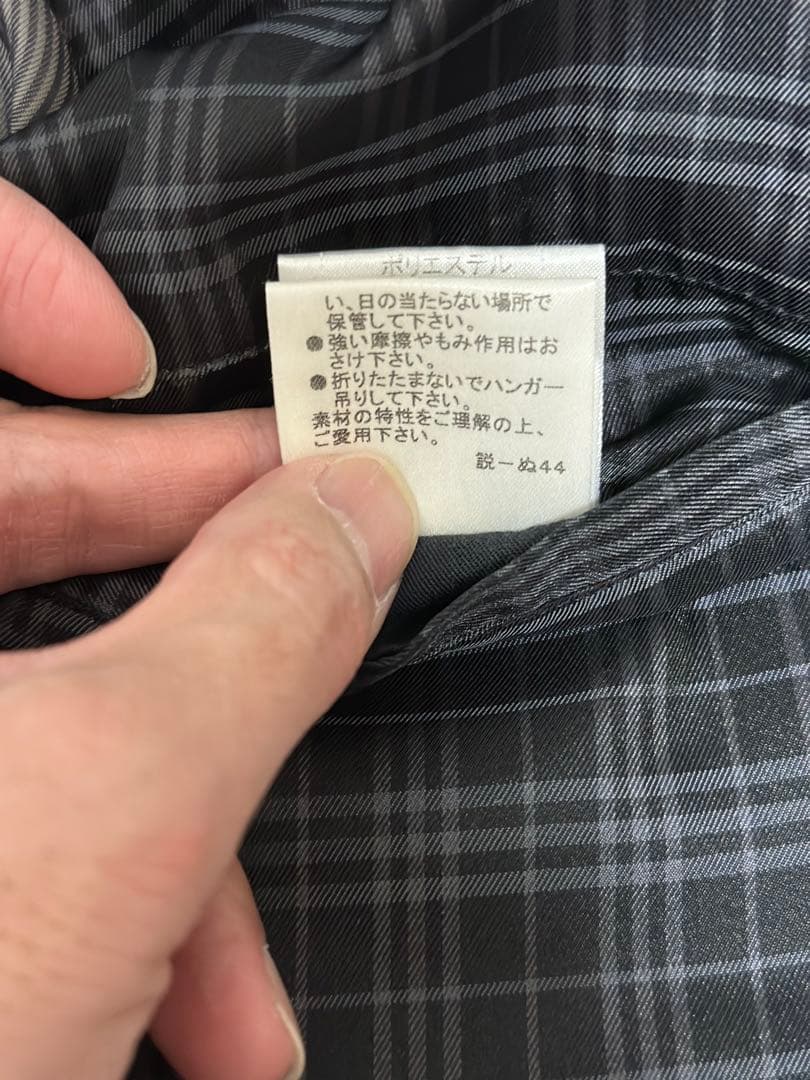 ポリエステル
い、日の当たらない場所で
保管して下さい。
●強い摩擦やもみ作用はお
さけ下さい。
●折りたたまないでハンガー
吊りして下さい。
素材の特性をご理解の上、
ご愛用下さい。
説ーぬ44